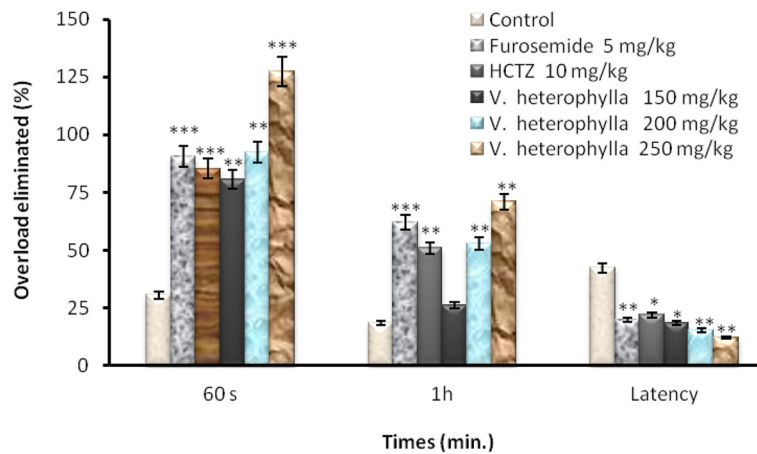 150
125
100
75
50
25
0
Overload eliminated (%)
Control
Furosemide 5 mg/kg
HCTZ 10 mg/kg
V. heterophylla 150 mg/kg
V. heterophylla 200 mg/kg
V. heterophylla 250 mg/kg
*** *** ** ** ***
*** ** ** **
** * * ** **
60 s 1h Latency
Times (min.)